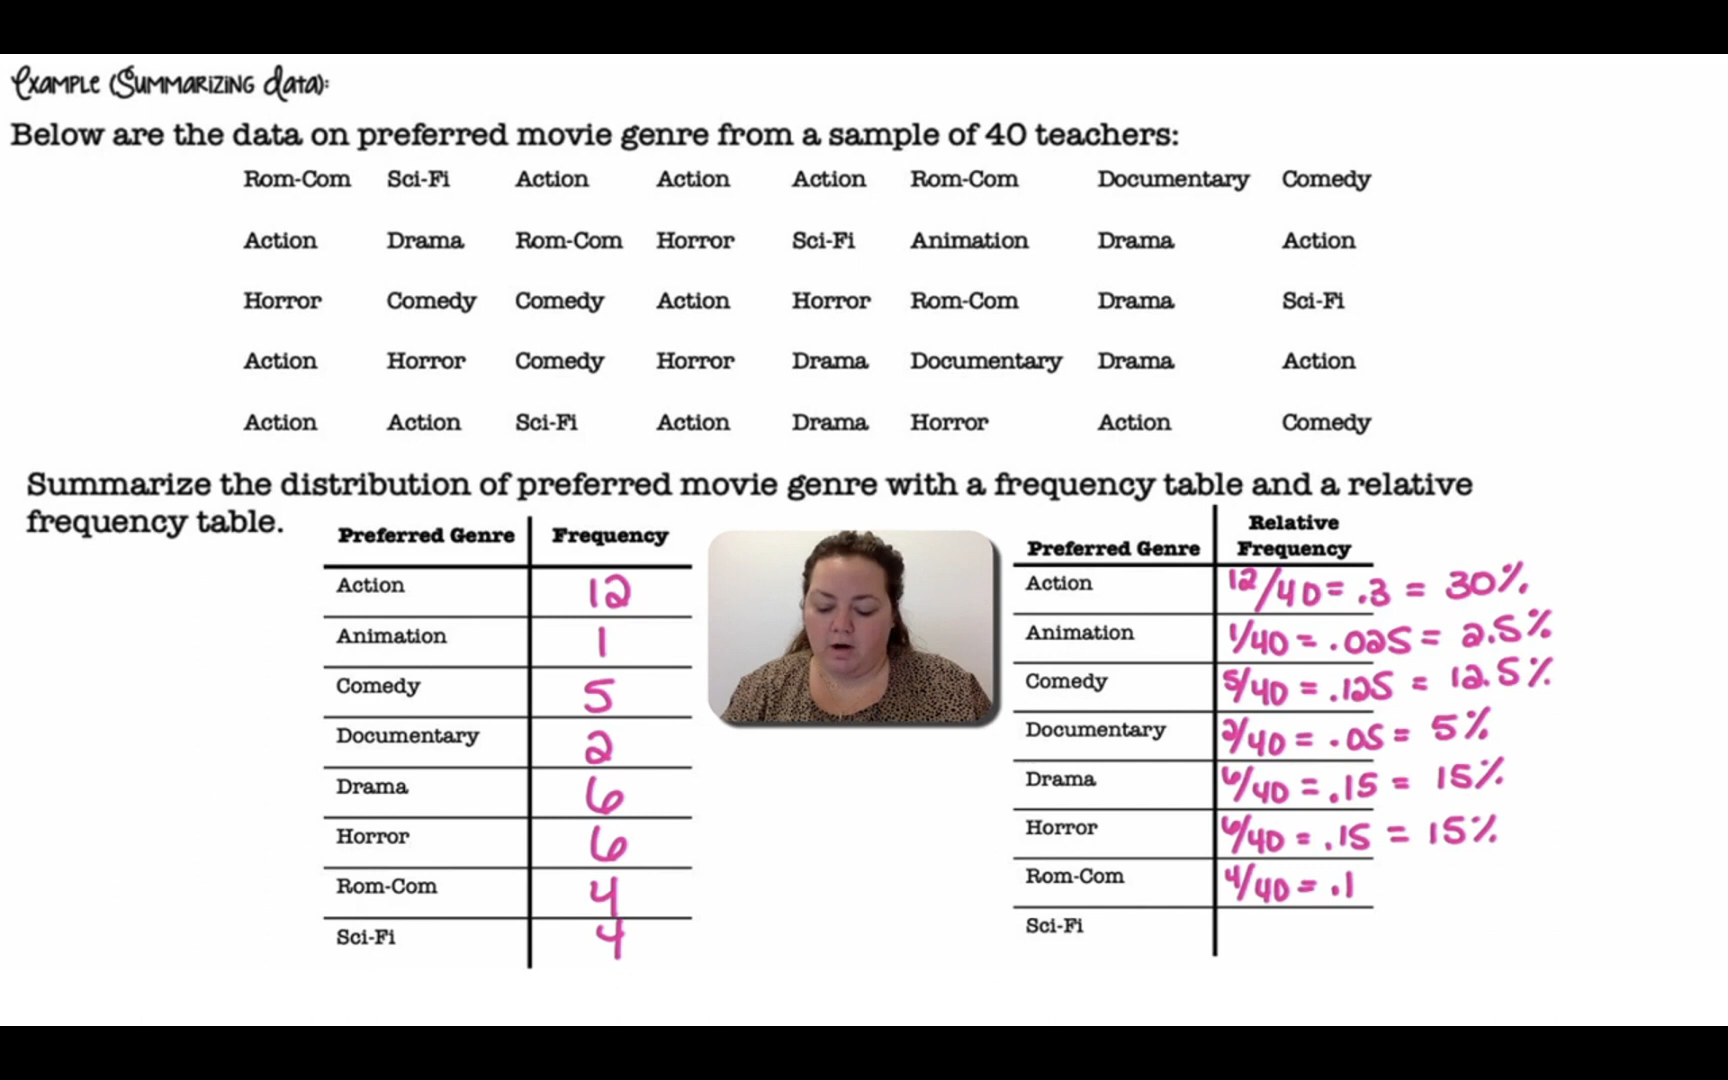 Example (Summarizing data):
Below are the data on preferred movie genre from a sample of 40 teachers:
Rom-Com Sci-Fi Action Action Action Rom-Com Documentary Comedy
Action Drama Rom-Com Horror Sci-Fi Animation Drama Action
Horror Comedy Comedy Action Horror Rom-Com Drama Sci-Fi
Action Horror Comedy Horror Drama Documentary Drama Action
Action Action Sci-Fi Action Drama Horror Action Comedy
Summarize the distribution of preferred movie genre with a frequency table and a relative
frequency table.
Preferred Genre Frequency
Action 12
Animation 1
Comedy 5
Documentary 2
Drama 6
Horror 6
Rom-Com 4
Sci-Fi 4
Relative
Preferred Genre Frequency
Action 12/40 = .3 = 30%
Animation 1/40 = .025 = 2.5%
Comedy 5/40 = .125 = 12.5%
Documentary 2/40 = .05 = 5%
Drama 6/40 = .15 = 15%
Horror 6/40 = .15 = 15%
Rom-Com 4/40 = .1
Sci-Fi